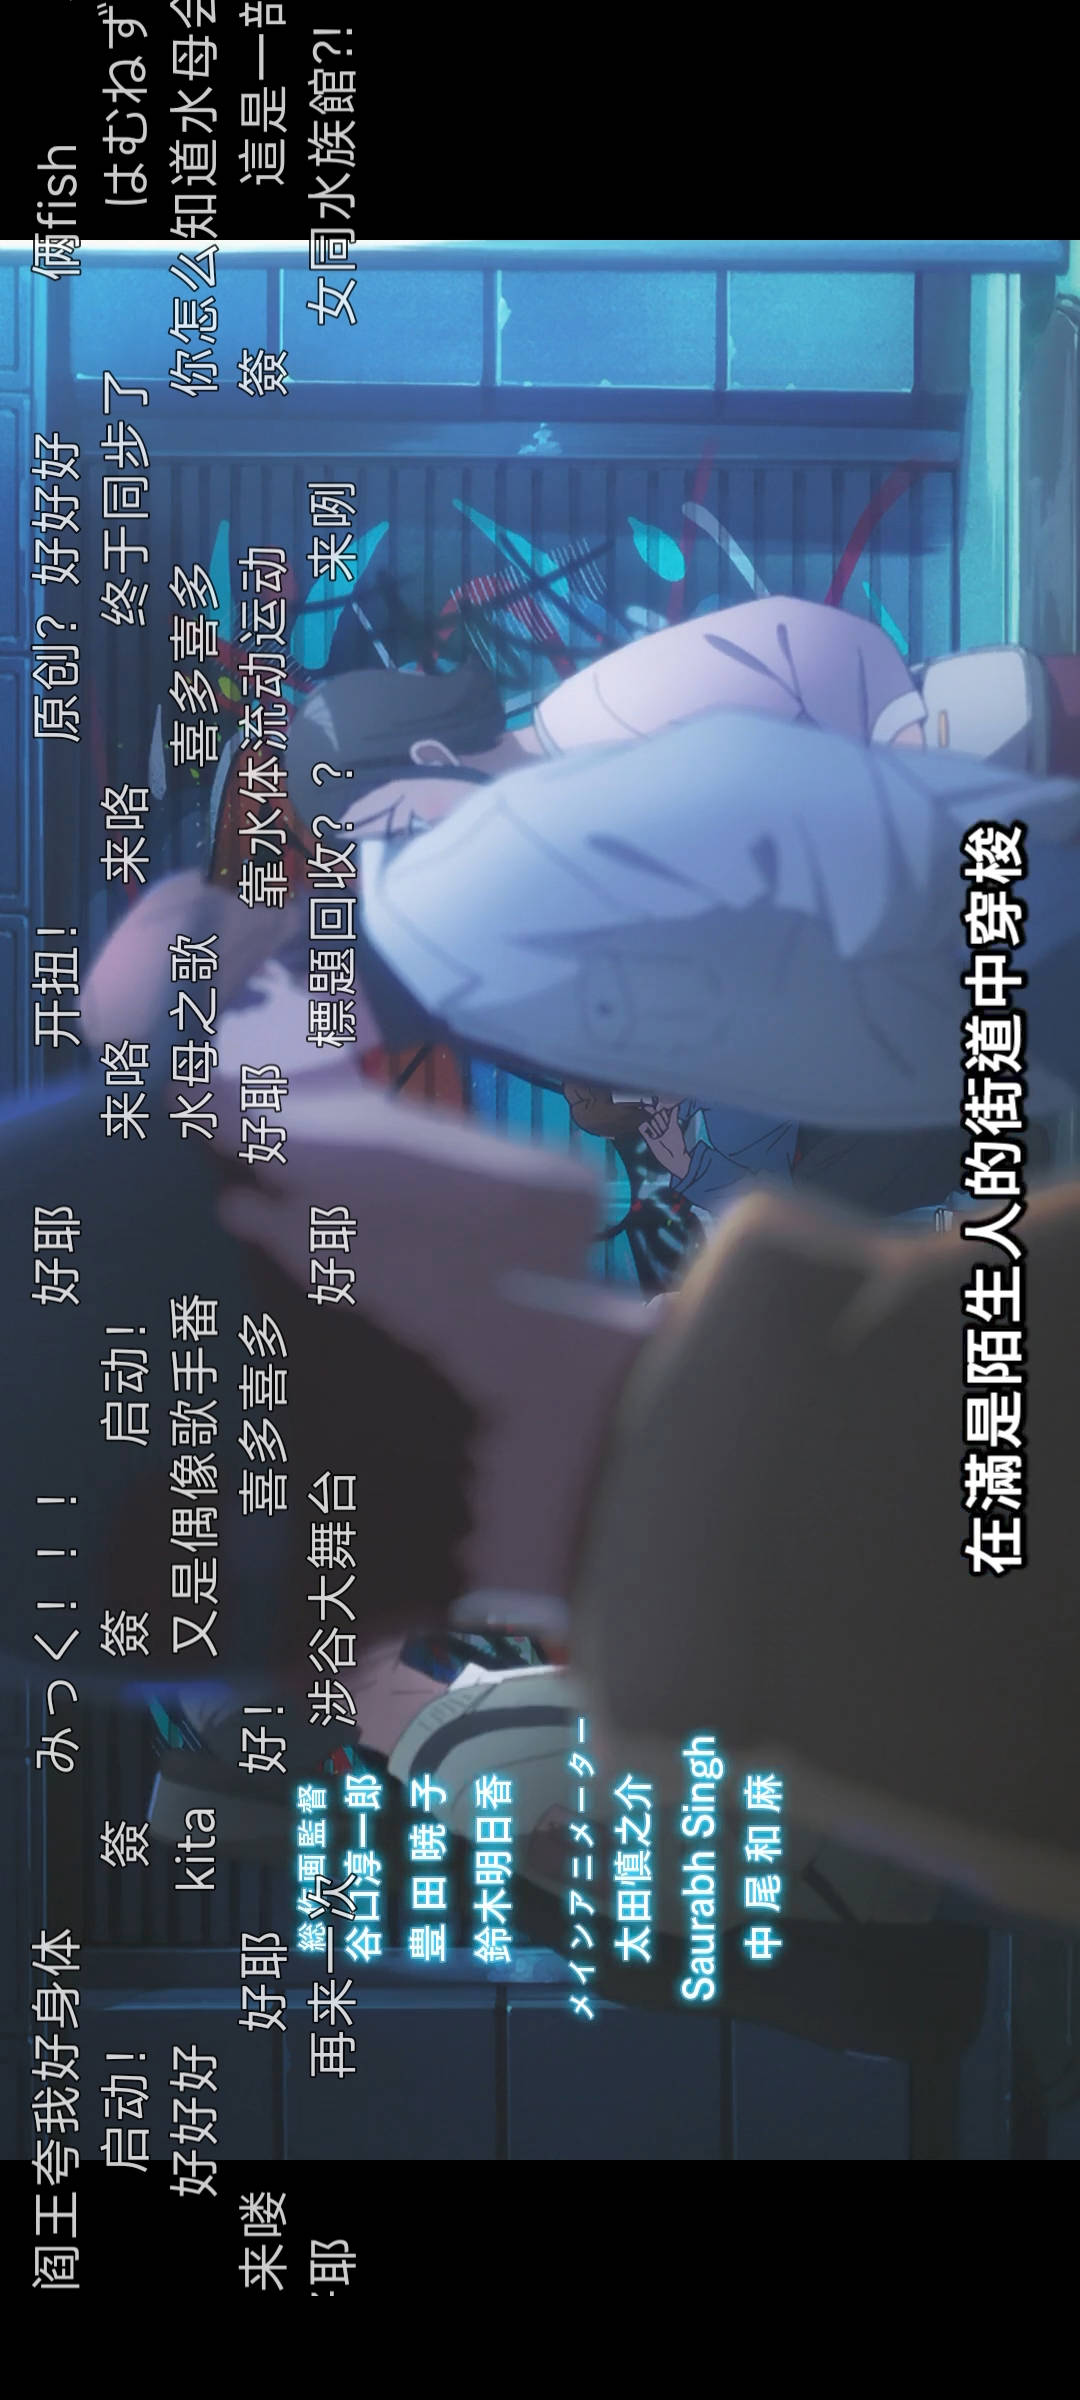 阎王夸我好身体 みっく！！！ 好耶 开扭！ 原创？好好好 俩fish
启动！ 簽 簽 启动！ 来咯 来咯 终于同步了 はむねず
好好好 kita 又是偶像歌手番 水母之歌 喜多喜多 你怎么知道水母会
来喽 好耶 好！ 喜多喜多 好耶 靠水体流动运动 簽 這是一部
耶 再来一次 涉谷大舞台 好耶 標題回收？？ 来咧 女同水族館?!
総作画監督
谷口淳一郎
豊田暁子
鈴木明日香
メインアニメーター
太田慎之介
Saurabh Singh
中尾和麻
在滿是陌生人的街道中穿梭